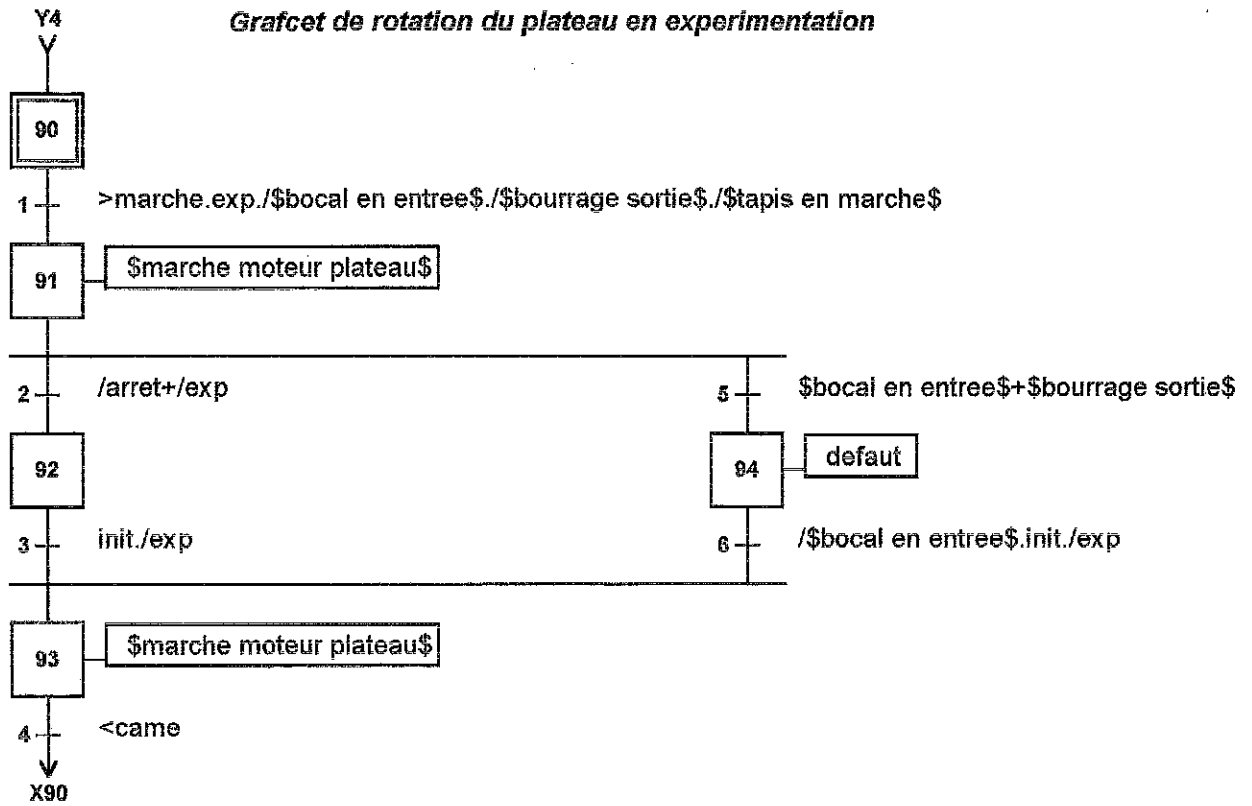 Y4
Grafcet de rotation du plateau en experimentation
90
1
>marche.exp./$bocal en entree$./$bourrage sortie$./$tapis en marche$
91
$marche moteur plateau$
2
/arret+/exp
5
$bocal en entree$+$bourrage sortie$
92
94
defaut
3
init./exp
6
/$bocal en entree$.init./exp
93
$marche moteur plateau$
4
<came
X90